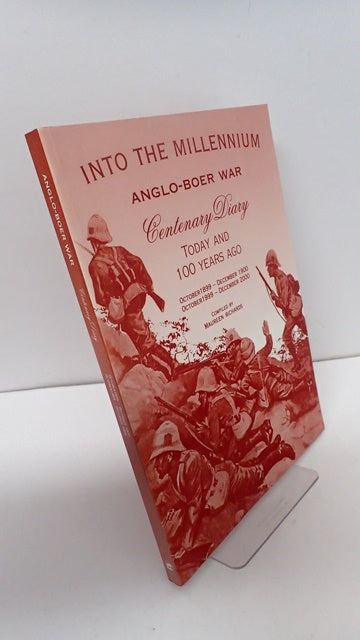 INTO THE MILLENNIUM
ANGLO-BOER WAR
Centenary Diary
TODAY AND
100 YEARS AGO
OCTOBER 1899 – DECEMBER 1900
OCTOBER 1999 – DECEMBER 2000
COMPILED BY
MAUREEN RICHARDS
ANGLO-BOER WAR
Centenary Diary